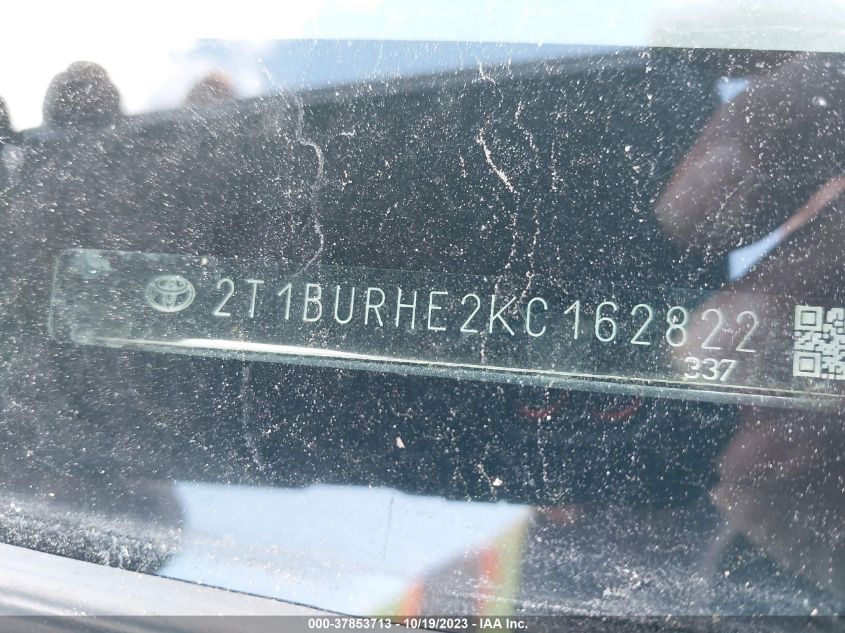 2T1BURHE2KC162822
337
000-37853713 - 10/19/2023 - IAA Inc.